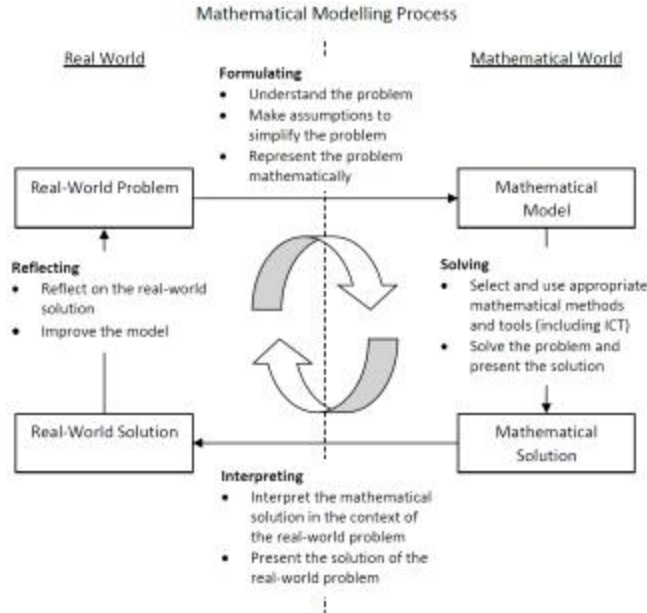 Mathematical Modelling Process
Real World
Mathematical World
Formulating
• Understand the problem
• Make assumptions to
simplify the problem
• Represent the problem
mathematically
Real-World Problem
Mathematical
Model
Reflecting
• Reflect on the real-world
solution
• Improve the model
Solving
• Select and use appropriate
mathematical methods
and tools (including ICT)
• Solve the problem and
present the solution
Real-World Solution
Mathematical
Solution
Interpreting
• Interpret the mathematical
solution in the context of
the real-world problem
• Present the solution of the
real-world problem